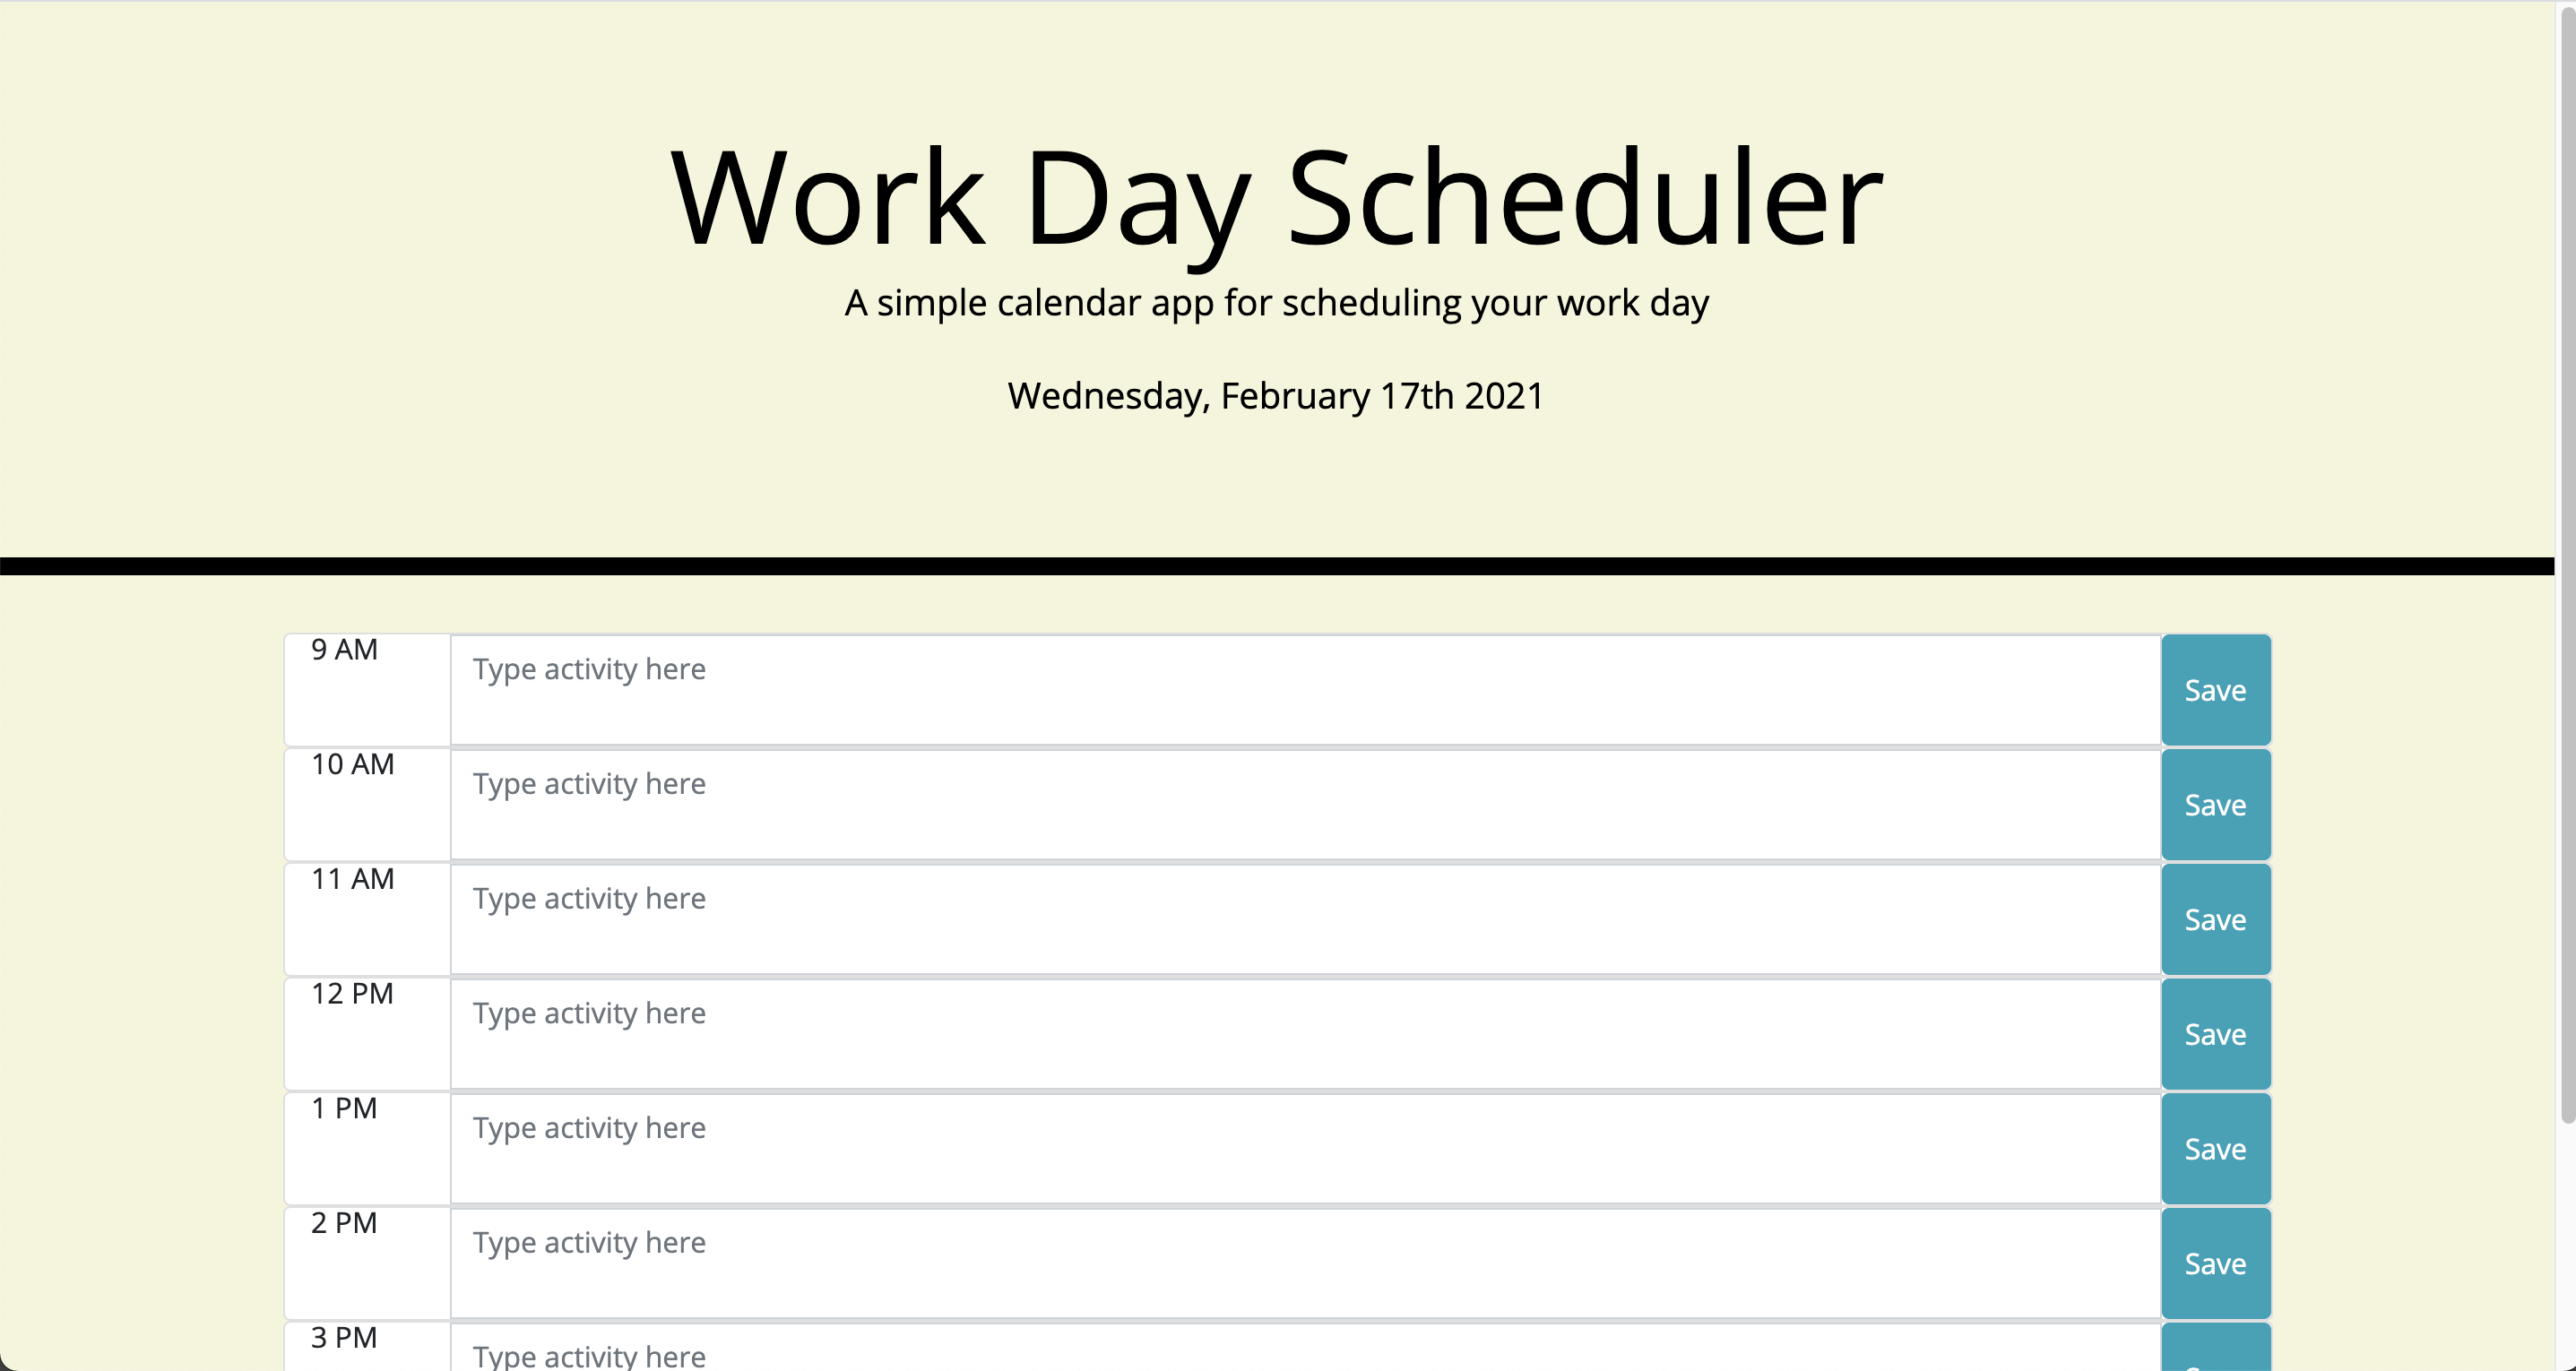 Work Day Scheduler
A simple calendar app for scheduling your work day
Wednesday, February 17th 2021
9 AM Type activity here Save
10 AM Type activity here Save
11 AM Type activity here Save
12 PM Type activity here Save
1 PM Type activity here Save
2 PM Type activity here Save
3 PM Type activity here